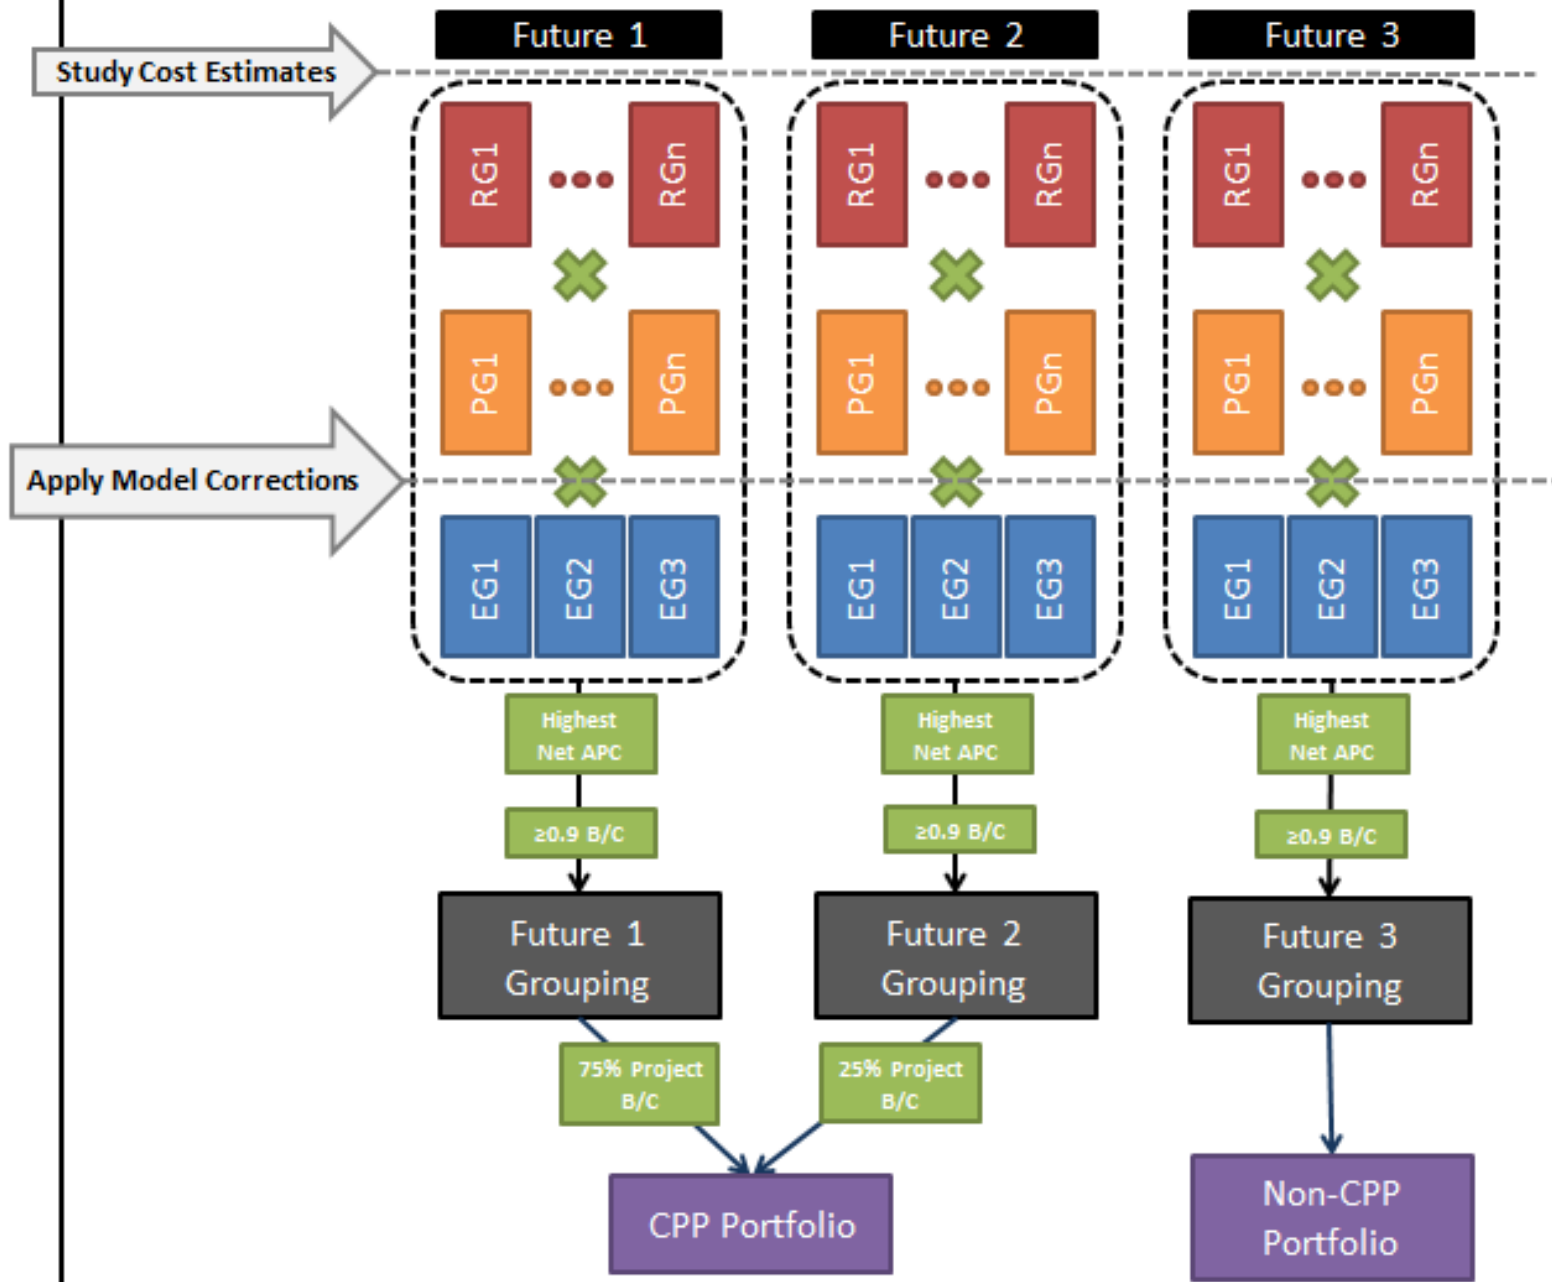 Future 1
Future 2
Future 3
Study Cost Estimates
RG1
RGn
RG1
RGn
RG1
RGn
PG1
PGn
PG1
PGn
PG1
PGn
Apply Model Corrections
EG1
EG2
EG3
EG1
EG2
EG3
EG1
EG2
EG3
Highest
Net APC
Highest
Net APC
Highest
Net APC
≥0.9 B/C
≥0.9 B/C
≥0.9 B/C
Future 1
Grouping
Future 2
Grouping
Future 3
Grouping
75% Project
B/C
25% Project
B/C
CPP Portfolio
Non-CPP
Portfolio